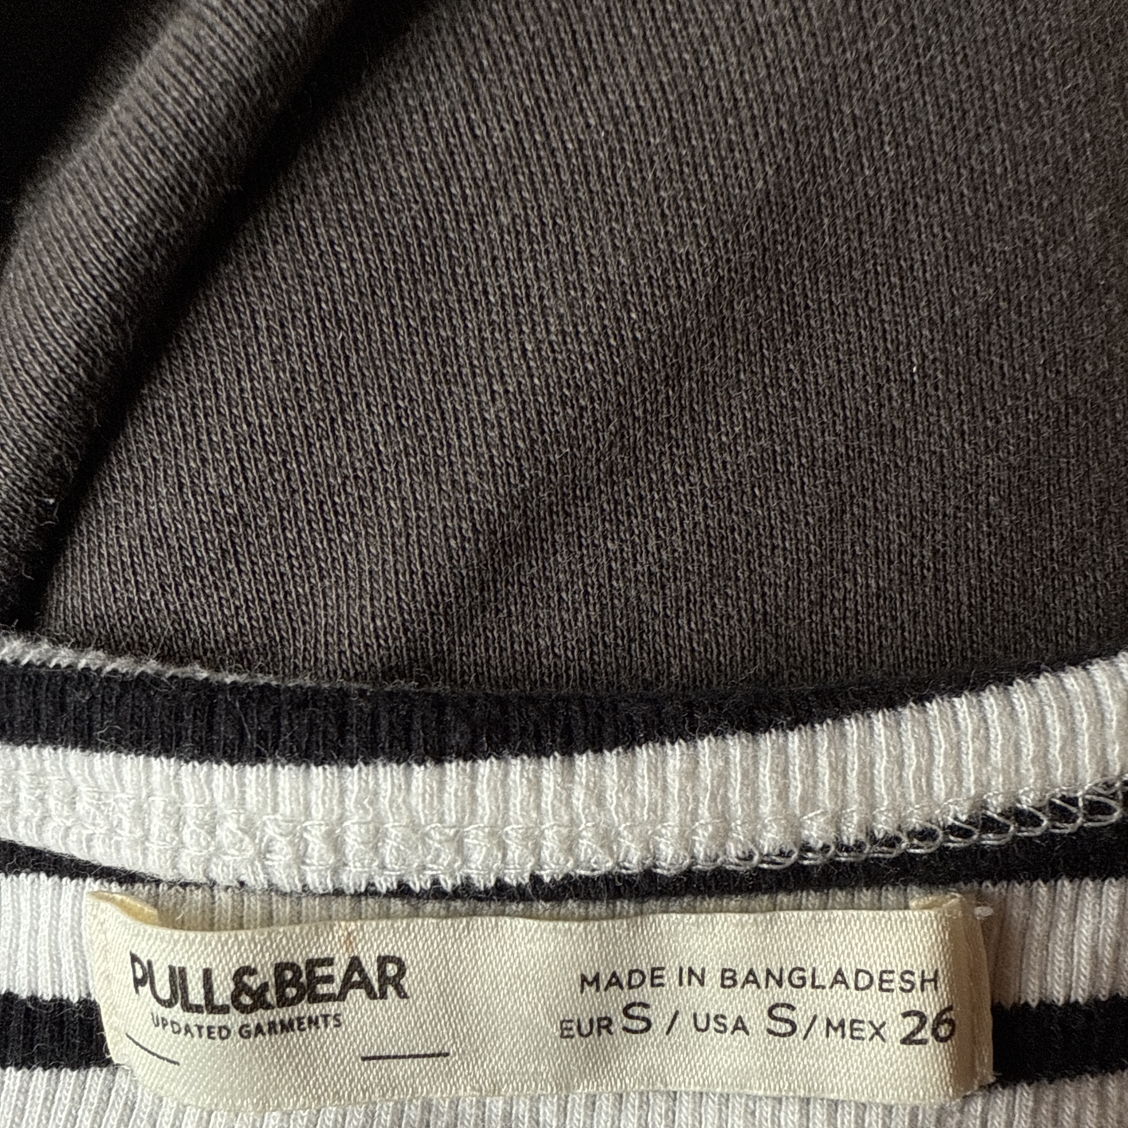 PULL&BEAR
UPDATED GARMENTS
MADE IN BANGLADESH
EUR S / USA S / MEX 26